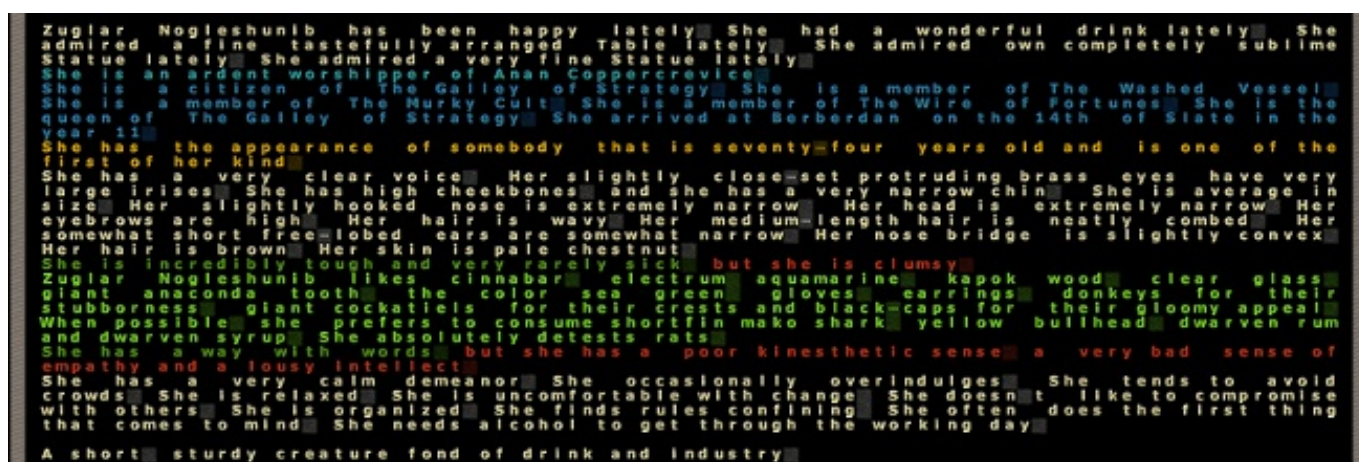 Zuglar Nogleshunib has been happy lately. She had a wonderful drink lately. She
admired a fine tastefully arranged Table lately. She admired own completely sublime
Statue lately. She admired a very fine Statue lately.
She is an ardent worshipper of Anan Coppercrevice.
She is a citizen of The Galley of Strategy. She is a member of The Washed Vessel.
She is a member of The Murky Cult. She is a member of The Wire of Fortunes. She is the
queen of The Galley of Strategy. She arrived at Berberdan on the 14th of Slate in the
year 11.
She has the appearance of somebody that is seventy-four years old and is one of the
first of her kind.
She has a very clear voice. Her slightly close-set protruding brass eyes have very
large irises. She has high cheekbones, and she has a very narrow chin. She is average in
size. Her slightly hooked nose is extremely narrow. Her head is extremely narrow. Her
eyebrows are high. Her hair is wavy. Her medium-length hair is neatly combed. Her
somewhat short free-lobed ears are somewhat narrow. Her nose bridge is slightly convex.
Her hair is brown. Her skin is pale chestnut.
She is incredibly tough and very rarely sick, but she is clumsy.
Zuglar Nogleshunib likes cinnabar, electrum, aquamarine, kapok wood, clear glass,
giant anaconda tooth, the color sea green, gloves, earrings, donkeys for their
stubborness, giant cockatiels for their crests and black-caps for their gloomy appeal.
When possible, she prefers to consume shortfin mako shark, yellow bullhead, dwarven rum
and dwarven syrup. She absolutely detests rats.
She has a way with words, but she has a poor kinesthetic sense, a very bad sense of
empathy and a lousy intellect.
She has a very calm demeanor. She occasionally overindulges. She tends to avoid
crowds. She is relaxed. She is uncomfortable with change. She doesn't like to compromise
with others. She is organized. She finds rules confining. She often does the first thing
that comes to mind. She needs alcohol to get through the working day.
A short, sturdy creature fond of drink and industry.